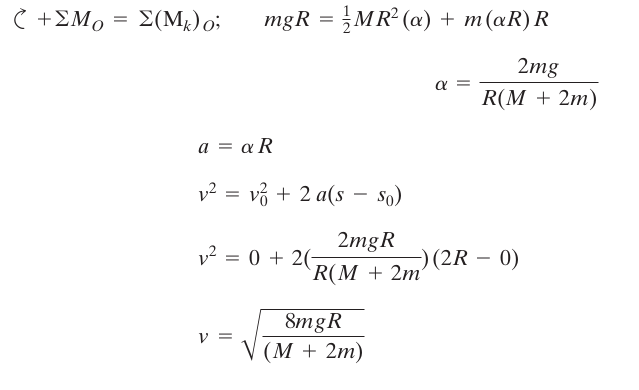 ↻ +ΣM_O = Σ(M_k)_O; mgR = ½MR²(α) + m(αR)R
α = 2mg / R(M + 2m)
a = αR
v² = v₀² + 2 a(s − s₀)
v² = 0 + 2(2mgR / R(M + 2m)(2R − 0)
v = √(8mgR / (M + 2m))